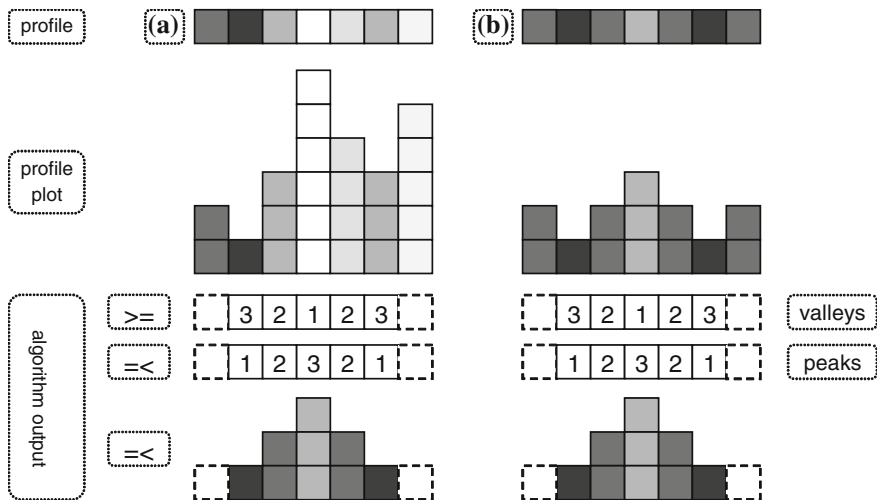 profile (a) (b)
profile
plot
algorithm output
>= 3 2 1 2 3 3 2 1 2 3 valleys
=< 1 2 3 2 1 1 2 3 2 1 peaks
=<